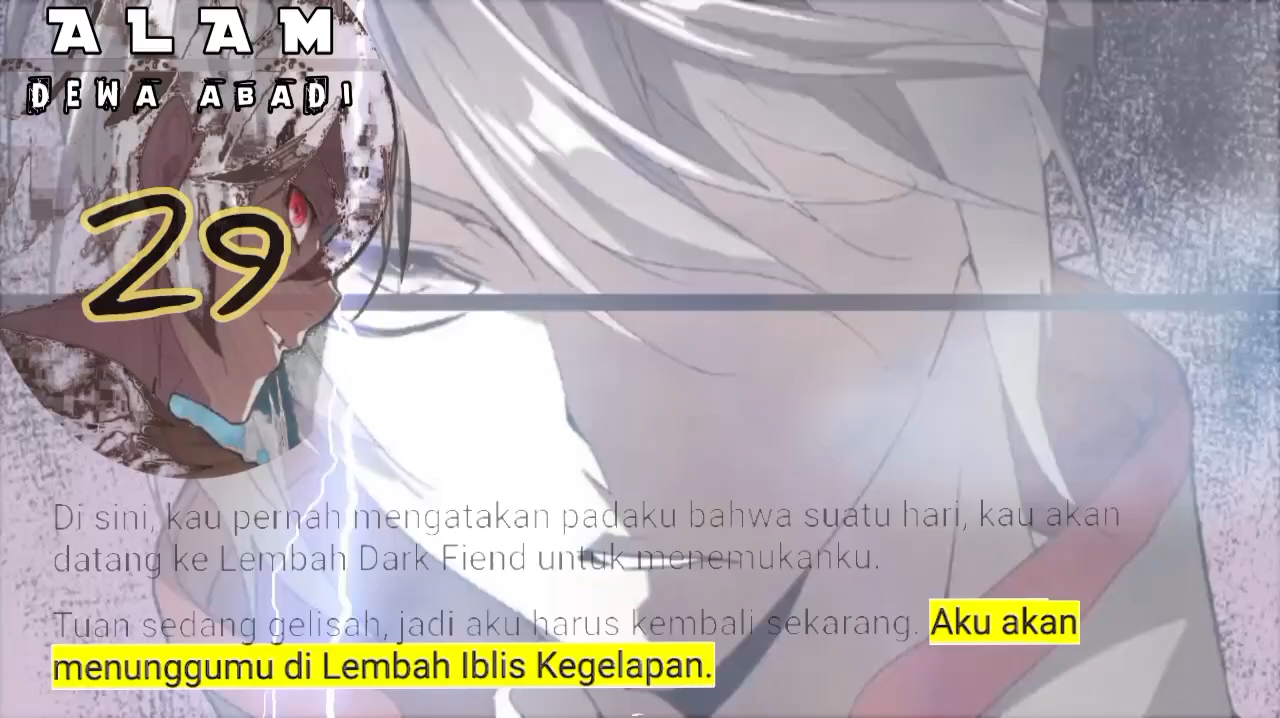 ALAM
DEWA ABADI
29
Di sini, kau pernah mengatakan padaku bahwa suatu hari, kau akan
datang ke Lembah Dark Fiend untuk menemukanku.
Tuan sedang gelisah, jadi aku harus kembali sekarang. Aku akan
menunggumu di Lembah Iblis Kegelapan.